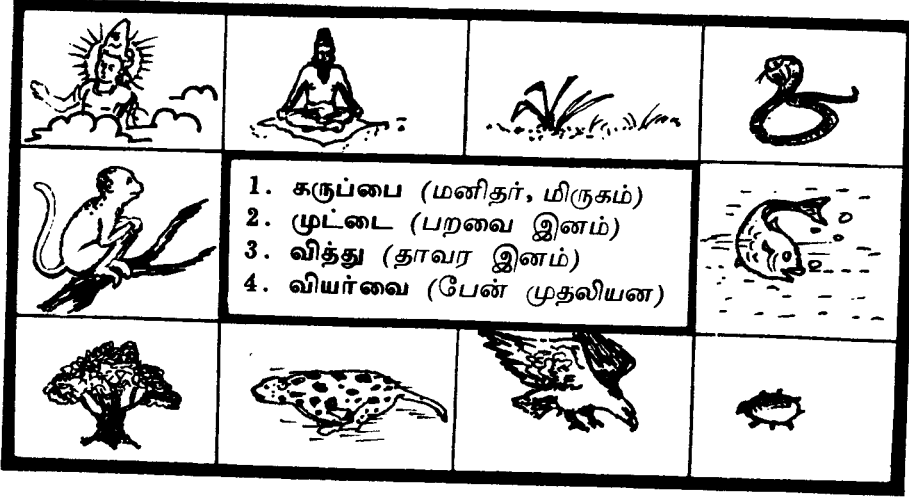 1. கருப்பை (மனிதர், மிருகம்)
2. முட்டை (பறவை இனம்)
3. வித்து (தாவர இனம்)
4. வியர்வை (பேன் முதலியன)